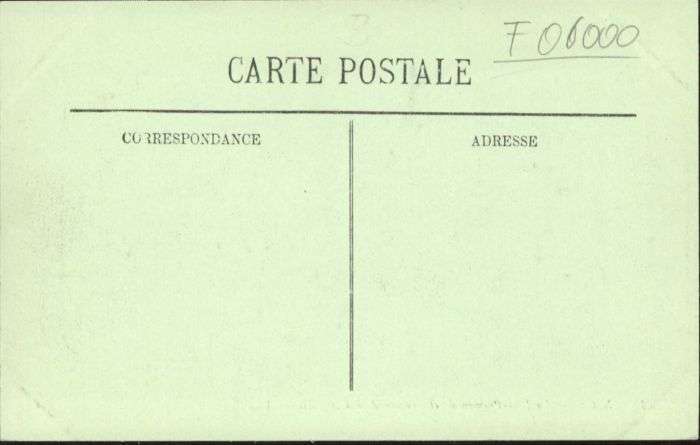 F 06000
CARTE POSTALE
CORRESPONDANCE
ADRESSE